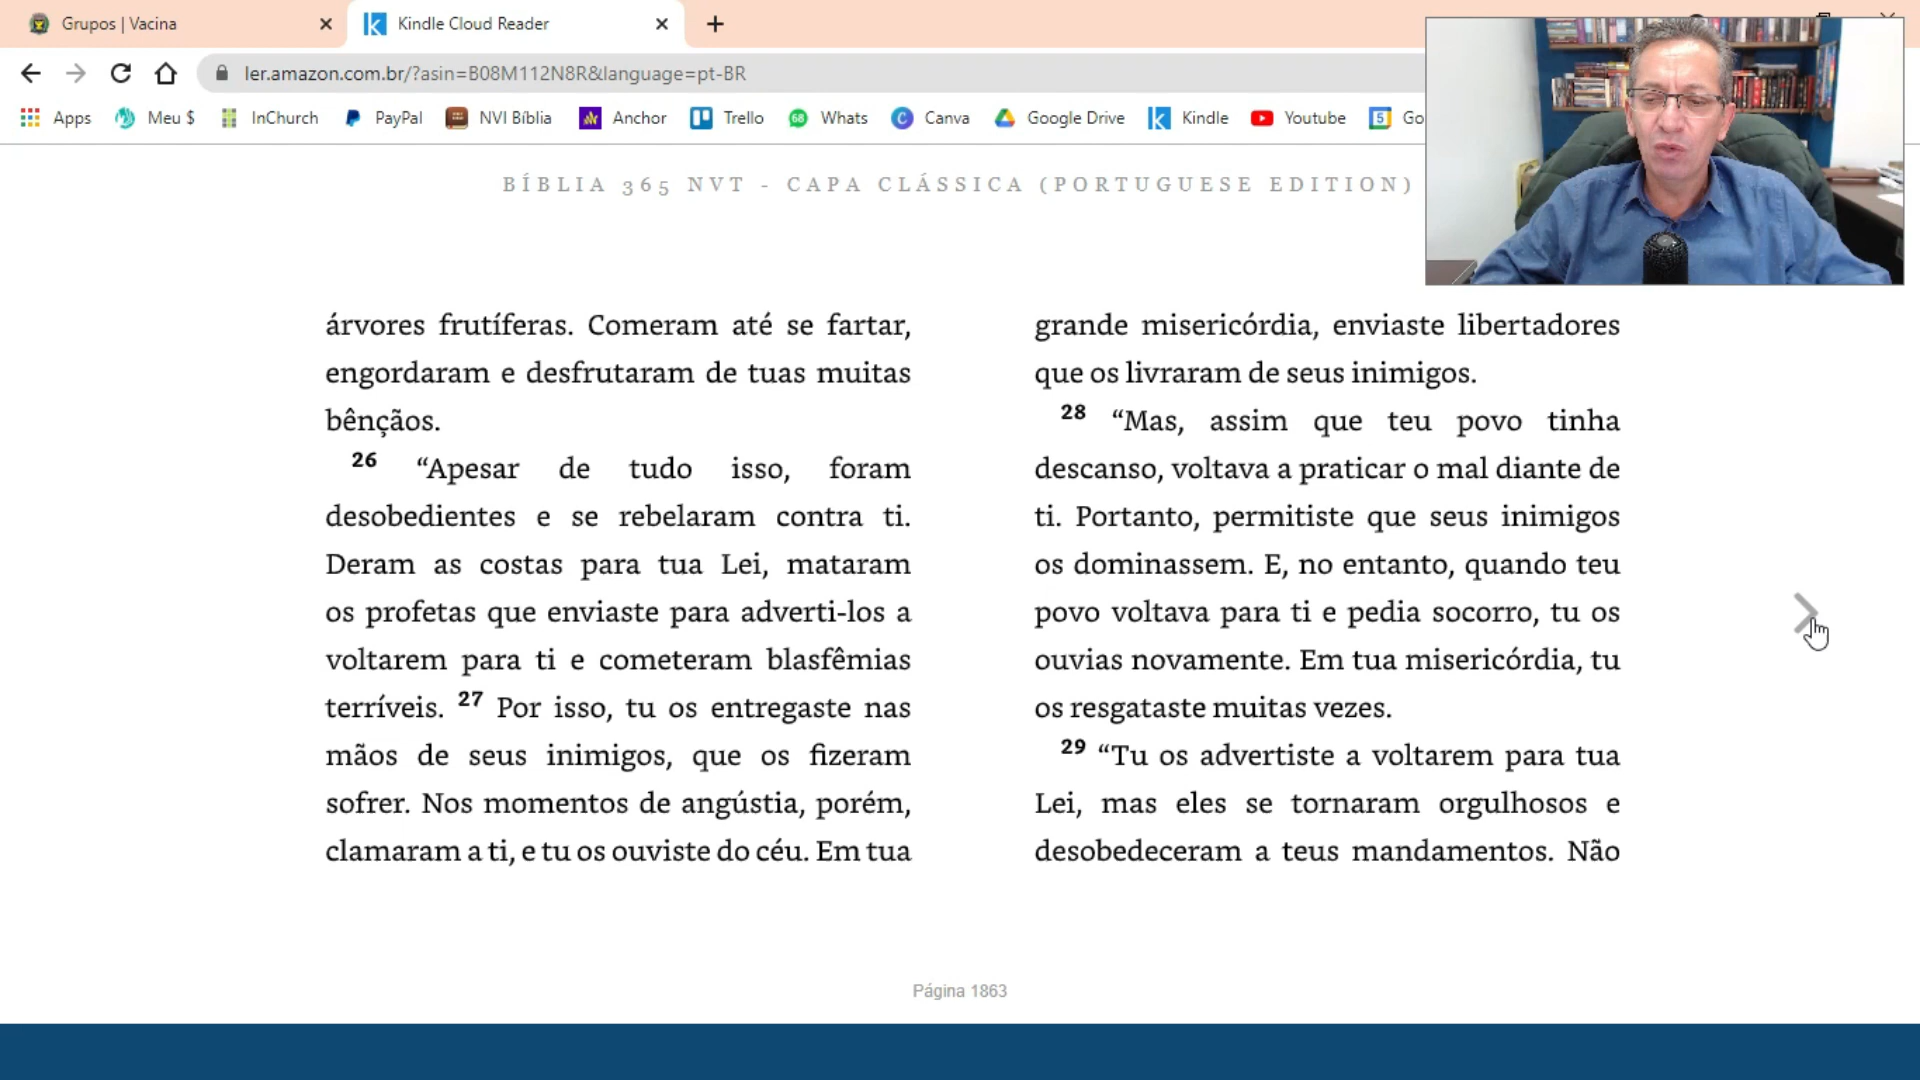 Grupos | Vacina
Kindle Cloud Reader
ler.amazon.com.br/?asin=B08M112N8R&language=pt-BR
Apps Meu $ InChurch PayPal NVI Bíblia Anchor Trello 68 Whats Canva Google Drive Kindle Youtube 5 Go
BÍBLIA 365 NVT - CAPA CLÁSSICA (PORTUGUESE EDITION)
árvores frutíferas. Comeram até se fartar,
engordaram e desfrutaram de tuas muitas
bênçãos.
26 “Apesar de tudo isso, foram
desobedientes e se rebelaram contra ti.
Deram as costas para tua Lei, mataram
os profetas que enviaste para adverti-los a
voltarem para ti e cometeram blasfêmias
terríveis. 27 Por isso, tu os entregaste nas
mãos de seus inimigos, que os fizeram
sofrer. Nos momentos de angústia, porém,
clamaram a ti, e tu os ouviste do céu. Em tua
grande misericórdia, enviaste libertadores
que os livraram de seus inimigos.
28 “Mas, assim que teu povo tinha
descanso, voltava a praticar o mal diante de
ti. Portanto, permitiste que seus inimigos
os dominassem. E, no entanto, quando teu
povo voltava para ti e pedia socorro, tu os
ouvias novamente. Em tua misericórdia, tu
os resgataste muitas vezes.
29 “Tu os advertiste a voltarem para tua
Lei, mas eles se tornaram orgulhosos e
desobedeceram a teus mandamentos. Não
Página 1863